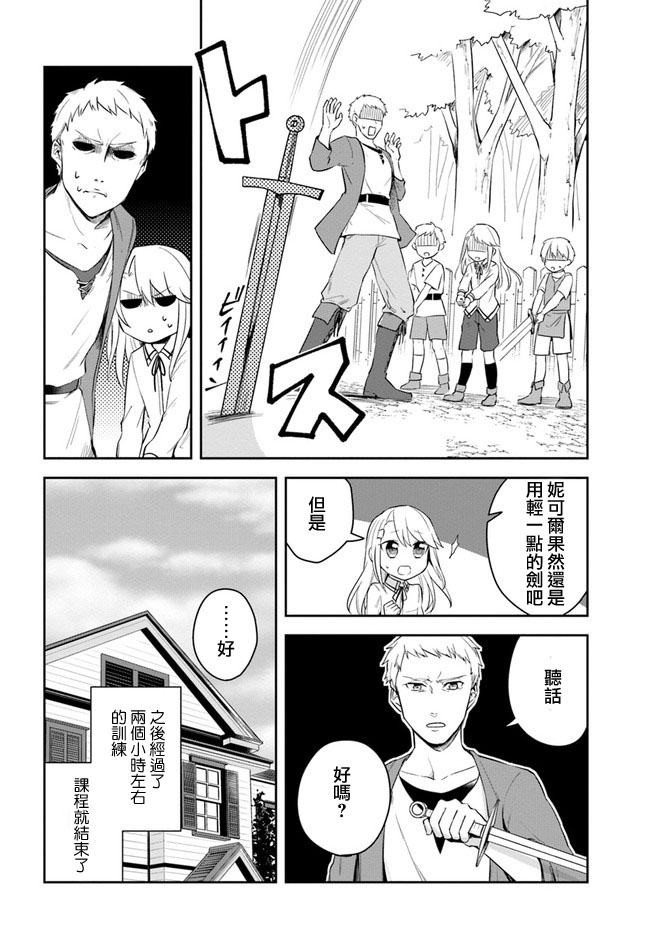 トス
ビィィィン
妮可爾果然還是
用輕一點的劍吧
但是
聽話
好嗎？
……好
之後經過了
兩個小時左右
的訓練
課程就結束了